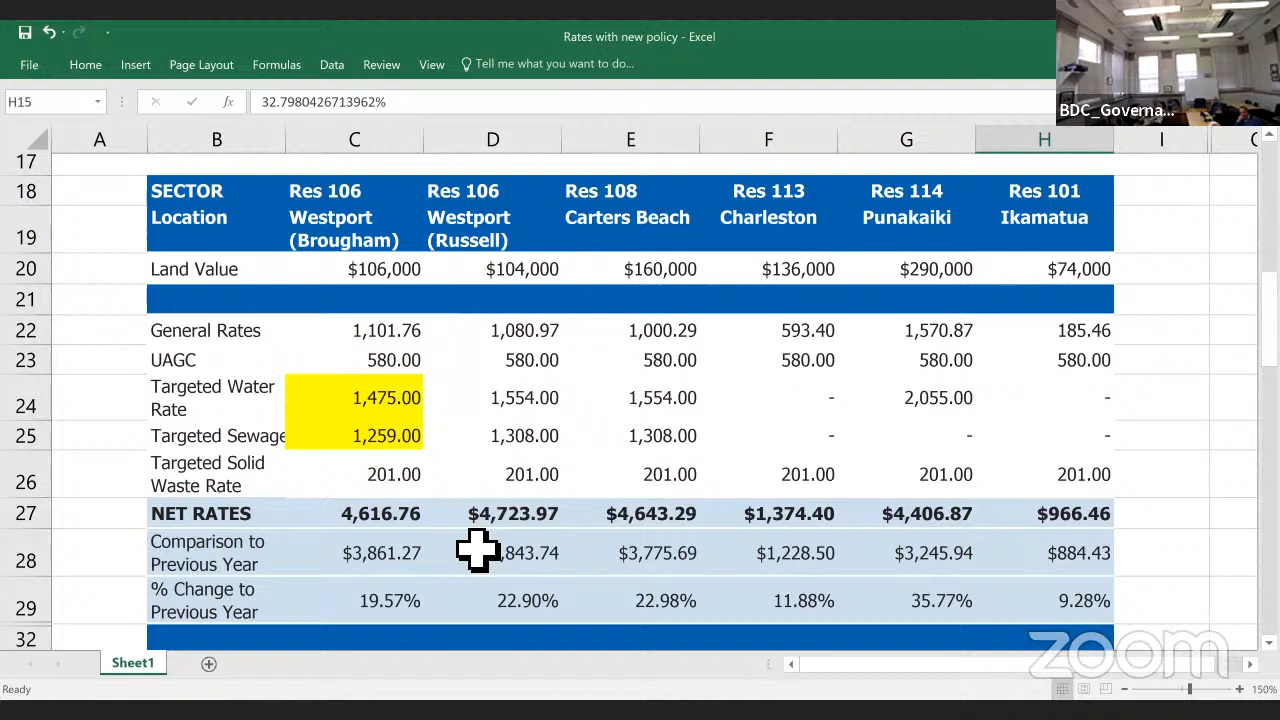 Rates with new policy - Excel
File Home Insert Page Layout Formulas Data Review View Tell me what you want to do...
BDC_Governa...
H15 fx 32.7980426713962%
A B C D E F G H I
17
18 SECTOR Res 106 Res 106 Res 108 Res 113 Res 114 Res 101
19 Location Westport (Brougham) Westport (Russell) Carters Beach Charleston Punakaiki Ikamatua
20 Land Value $106,000 $104,000 $160,000 $136,000 $290,000 $74,000
21
22 General Rates 1,101.76 1,080.97 1,000.29 593.40 1,570.87 185.46
23 UAGC 580.00 580.00 580.00 580.00 580.00 580.00
24 Targeted Water Rate 1,475.00 1,554.00 1,554.00 - 2,055.00 -
25 Targeted Sewage 1,259.00 1,308.00 1,308.00 - - -
26 Targeted Solid Waste Rate 201.00 201.00 201.00 201.00 201.00 201.00
27 NET RATES 4,616.76 $4,723.97 $4,643.29 $1,374.40 $4,406.87 $966.46
28 Comparison to Previous Year $3,861.27 843.74 $3,775.69 $1,228.50 $3,245.94 $884.43
29 % Change to Previous Year 19.57% 22.90% 22.98% 11.88% 35.77% 9.28%
32
zoom
Sheet1
Ready 150%